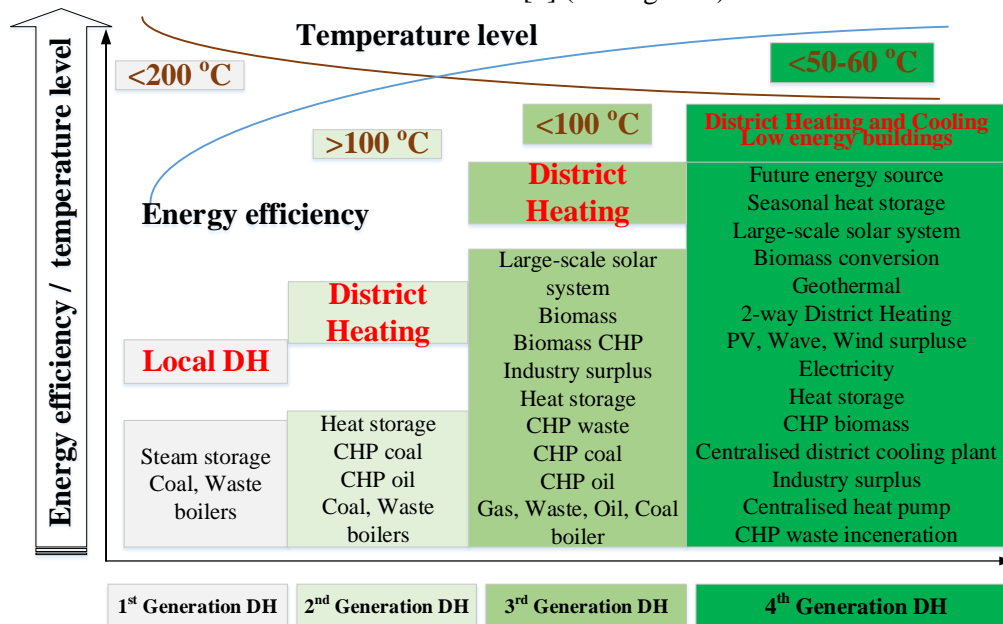 Temperature level
<200 °C
<50-60 °C
>100 °C
<100 °C
Energy efficiency / temperature level
Energy efficiency
District Heating and Cooling
Low energy buildings
District
Heating
Future energy source
Seasonal heat storage
Large-scale solar system
Biomass conversion
Geothermal
2-way District Heating
PV, Wave, Wind surpluse
Electricity
Heat storage
CHP biomass
Centralised district cooling plant
Industry surplus
Centralised heat pump
CHP waste inceneration
Large-scale solar
system
Biomass
Biomass CHP
Industry surplus
Heat storage
CHP waste
CHP coal
CHP oil
Gas, Waste, Oil, Coal
boiler
District
Heating
Heat storage
CHP coal
CHP oil
Coal, Waste
boilers
Local DH
Steam storage
Coal, Waste
boilers
1st Generation DH
2nd Generation DH
3rd Generation DH
4th Generation DH